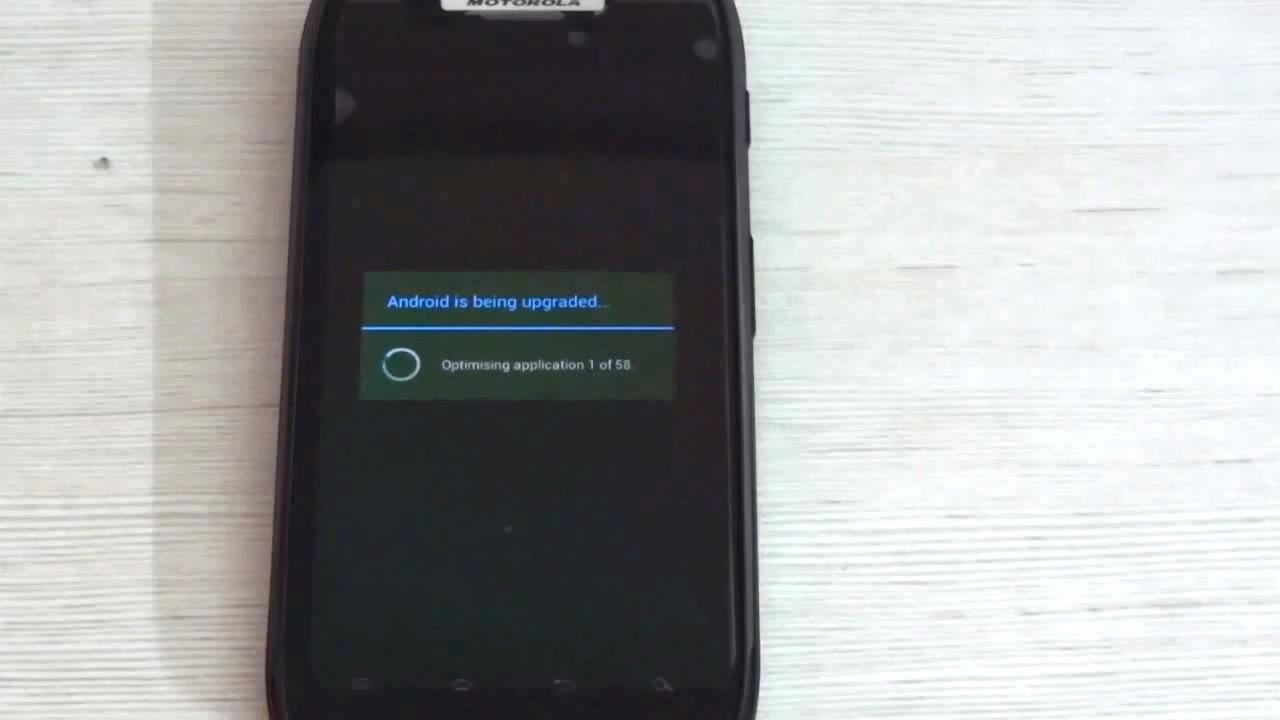 MOTOROLA
Android is being upgraded...
Optimising application 1 of 58.